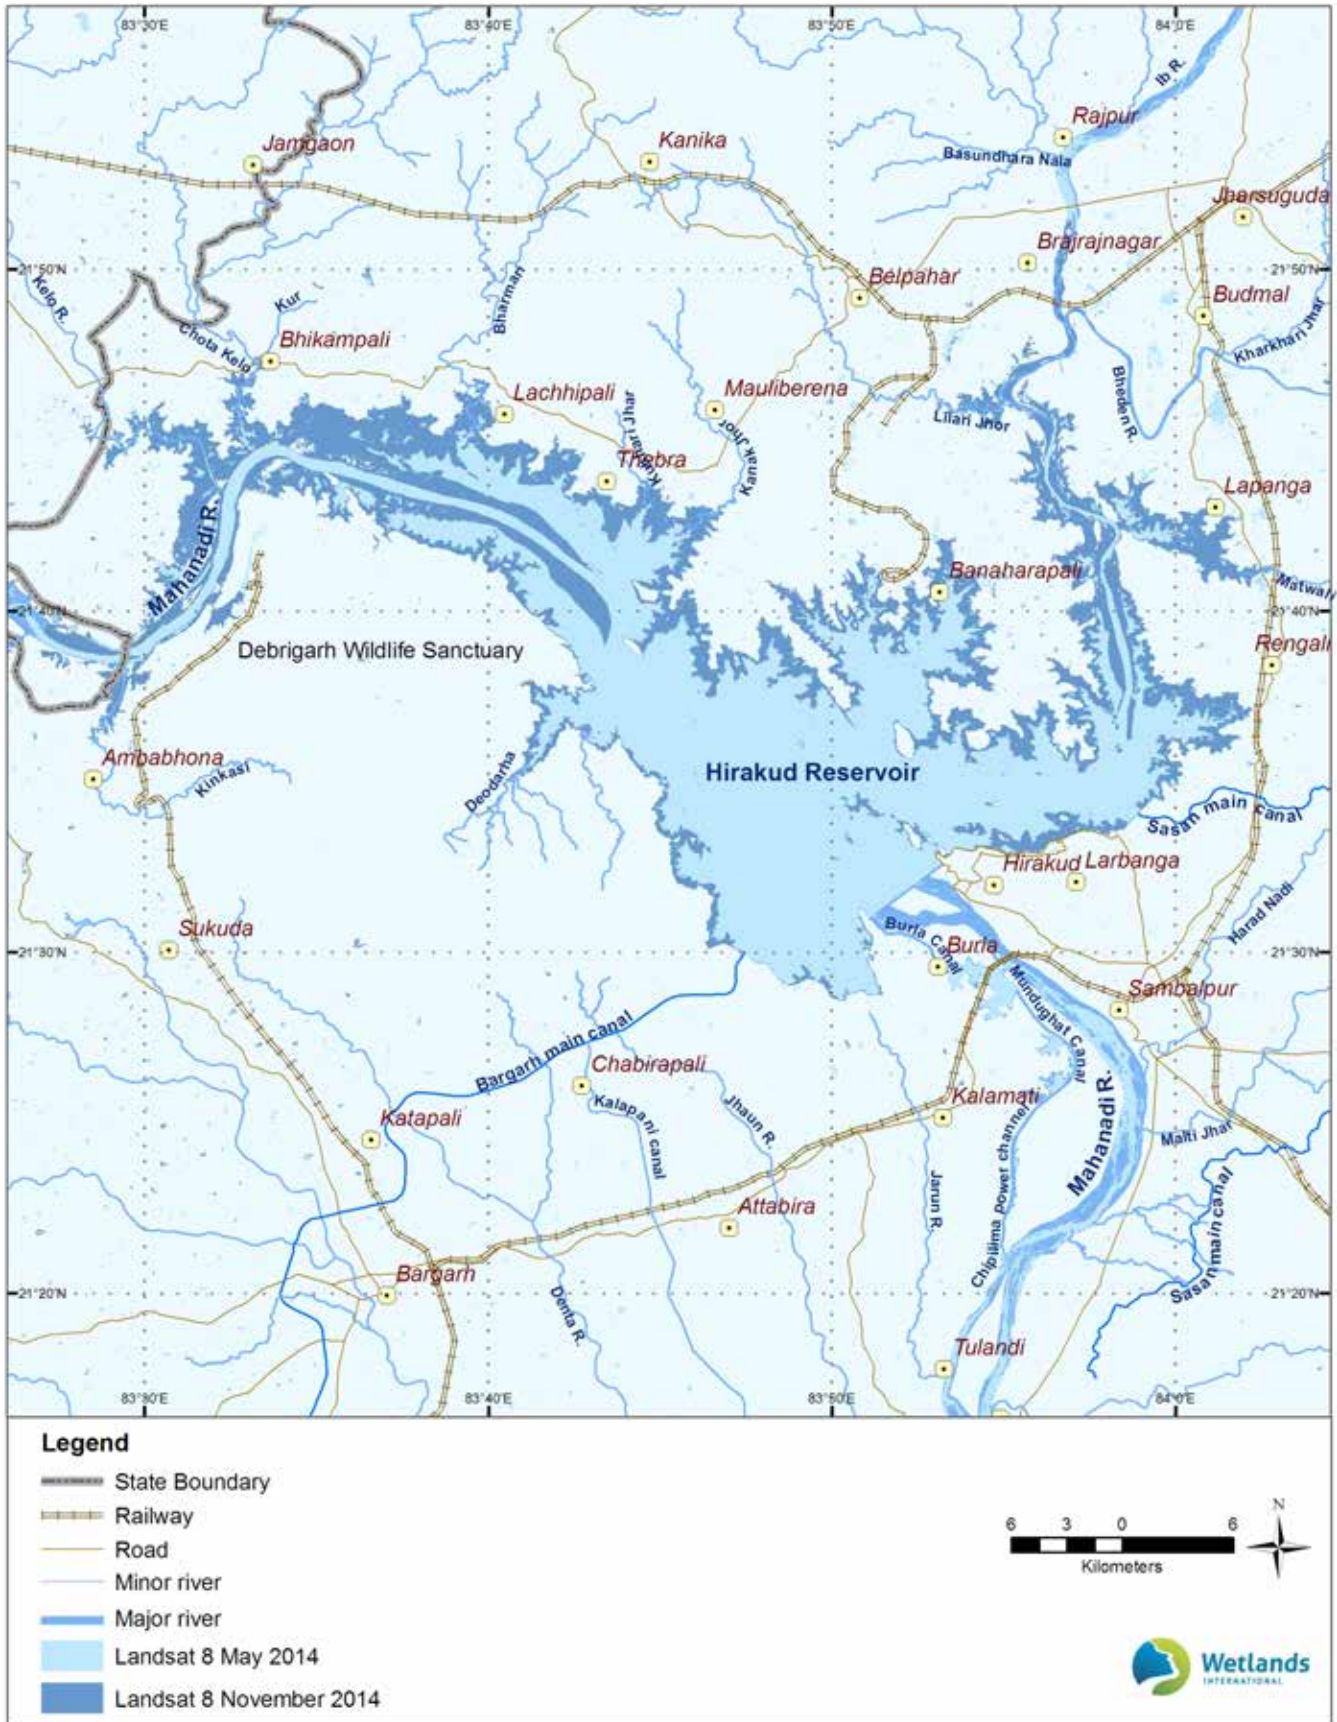 83°30'E
83°40'E
83°50'E
84°0'E
Ib R.
Rajpur
Jamgaon
Kanika
Basundhara Nala
Jharsuguda
Brajrajnagar
21°50'N
21°50'N
Kelo R.
Kur
Bharman
Belpahar
Budmal
Chota Kelo
Bhikampali
Kharkhari Jhar
Lachhipali
Mauliberena
Bheden R.
Lilari Jhor
Kukhari Jhar
Thebra
Kanak Jhor
Lapanga
Mahanadi R.
Banaharapali
Matwali
21°40'N
21°40'N
Debrigarh Wildlife Sanctuary
Rengali
Ambabhona
Kinkasi
Deodarha
Hirakud Reservoir
Sasan main canal
Hirakud
Larbanga
Harad Nadi
Sukuda
Burla Canal
Burla
21°30'N
21°30'N
Mundughat Canal
Sambalpur
Bargarh main canal
Chabirapali
Kalapani canal
Jhaun R.
Kalamati
Katapali
Malti Jhar
Mahanadi R.
Chipilima power channel
Jarun R.
Attabira
Sasan main canal
Bargarh
21°20'N
21°20'N
Denta R.
Tulandi
83°30'E
83°40'E
83°50'E
84°0'E
Legend
State Boundary
Railway
Road
Minor river
Major river
Landsat 8 May 2014
Landsat 8 November 2014
N
6 3 0 6
Kilometers
Wetlands
INTERNATIONAL